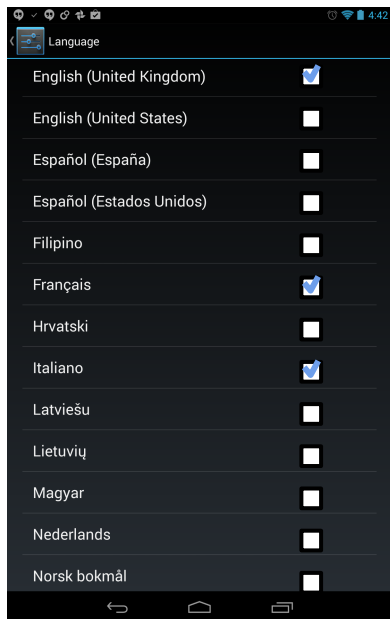 4:42
Language
English (United Kingdom)
English (United States)
Español (España)
Español (Estados Unidos)
Filipino
Français
Hrvatski
Italiano
Latviešu
Lietuvių
Magyar
Nederlands
Norsk bokmål